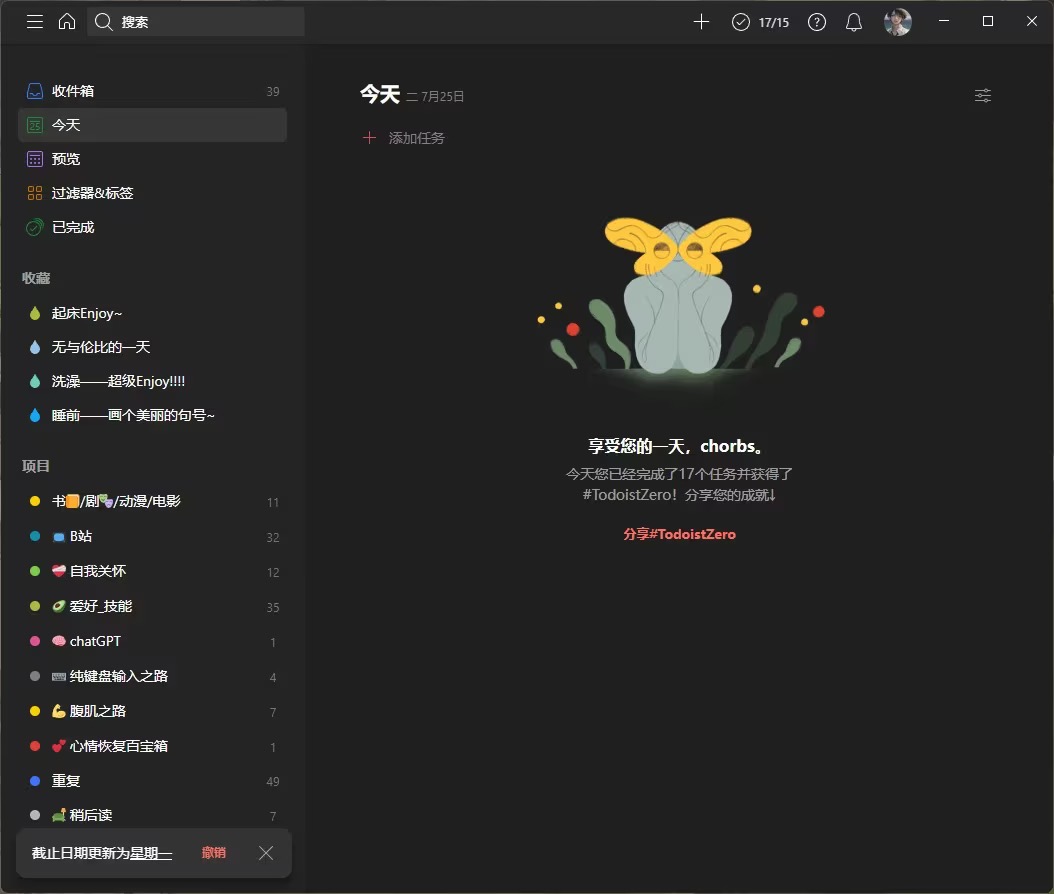 搜索
17/15
收件箱 39
25 今天
预览
过滤器&标签
已完成
收藏
起床Enjoy~
无与伦比的一天
洗澡——超级Enjoy!!!!
睡前——画个美丽的句号~
项目
书📙/剧🎭/动漫/电影 11
B站 32
自我关怀 12
爱好_技能 35
chatGPT 1
纯键盘输入之路 4
腹肌之路 7
心情恢复百宝箱 1
重复 49
稍后读 7
截止日期更新为星期一 撤销
今天 二 7月25日
添加任务
享受您的一天，chorbs。
今天您已经完成了17个任务并获得了
#TodoistZero！分享您的成就↓
分享#TodoistZero